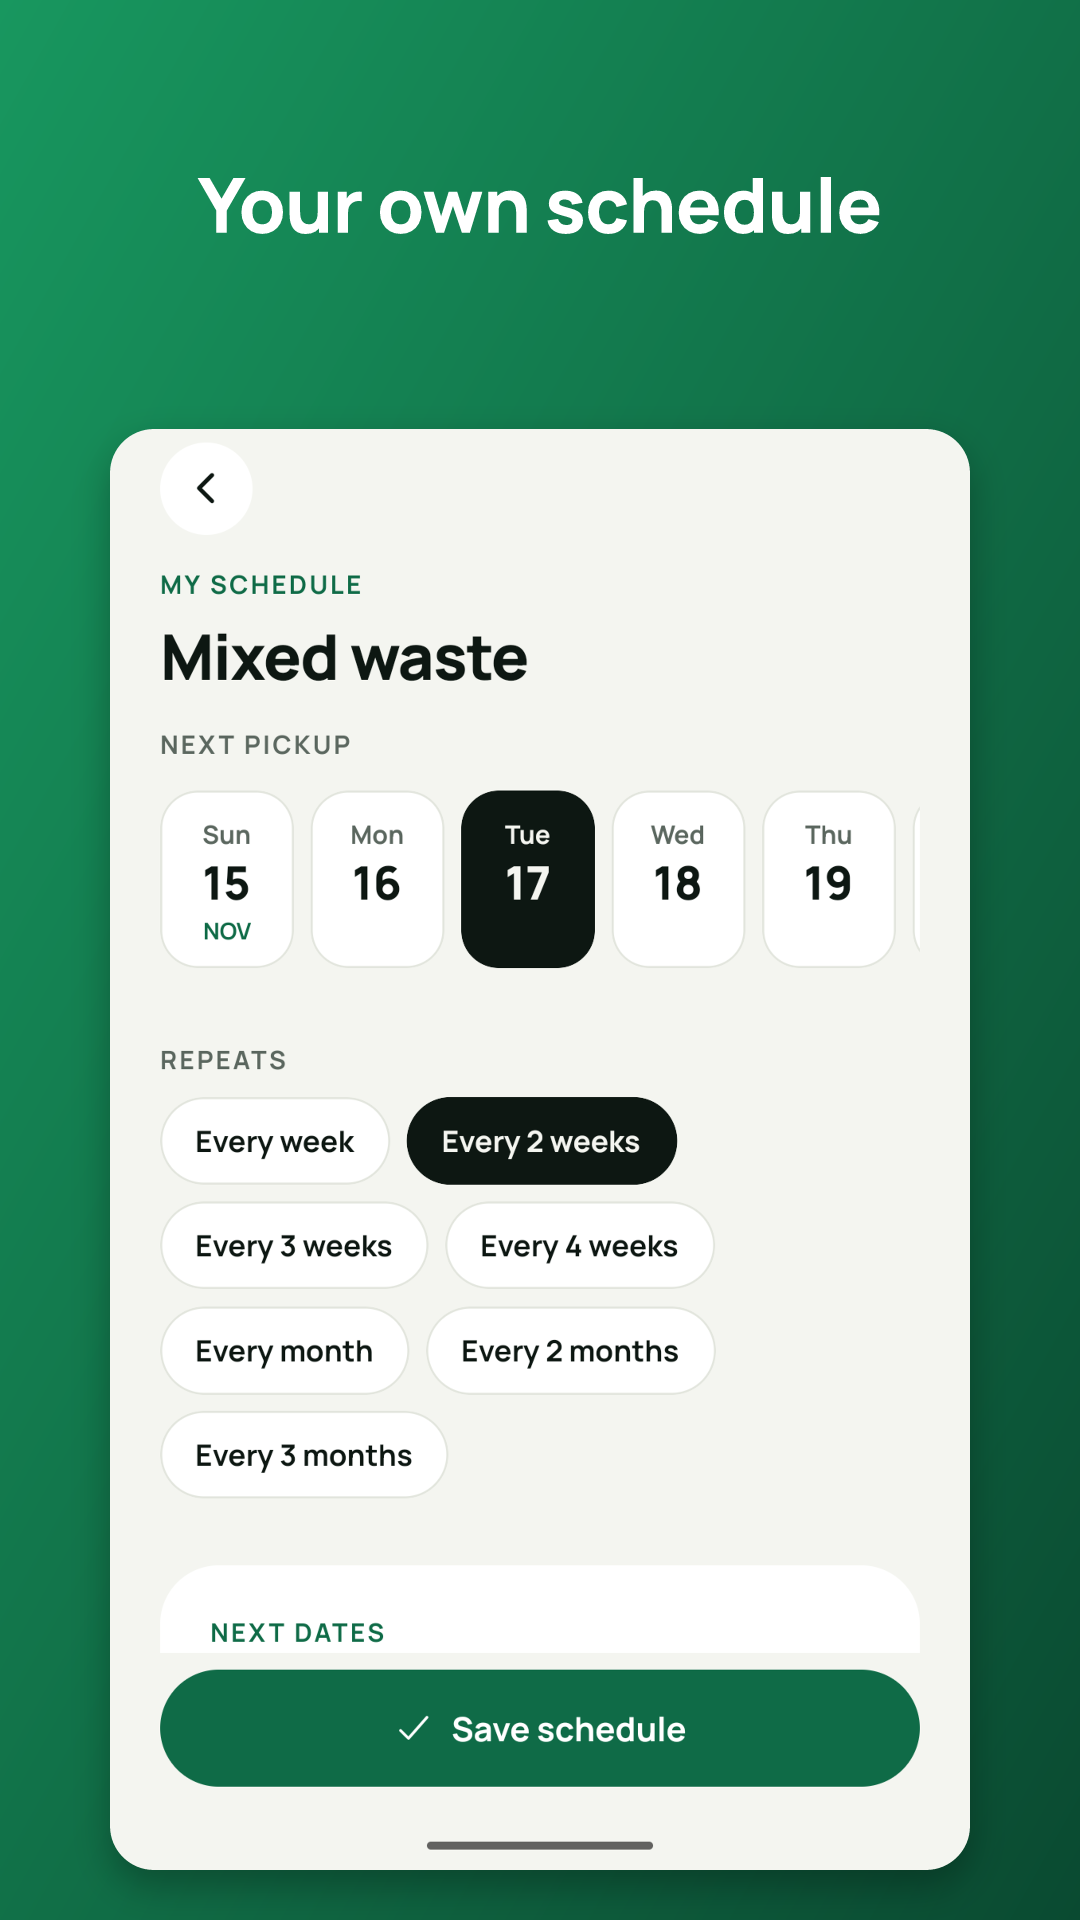 Your own schedule
MY SCHEDULE
Mixed waste
NEXT PICKUP
Sun Mon Tue Wed Thu
15 16 17 18 19
NOV
REPEATS
Every week Every 2 weeks
Every 3 weeks Every 4 weeks
Every month Every 2 months
Every 3 months
NEXT DATES
Save schedule